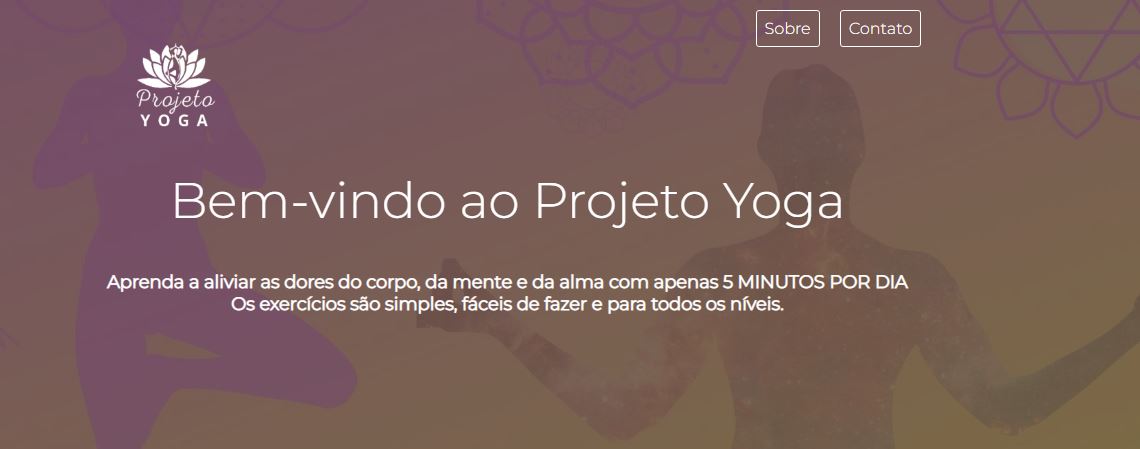 Sobre
Contato
Projeto
YOGA
Bem-vindo ao Projeto Yoga
Aprenda a aliviar as dores do corpo, da mente e da alma com apenas 5 MINUTOS POR DIA
Os exercícios são simples, fáceis de fazer e para todos os níveis.